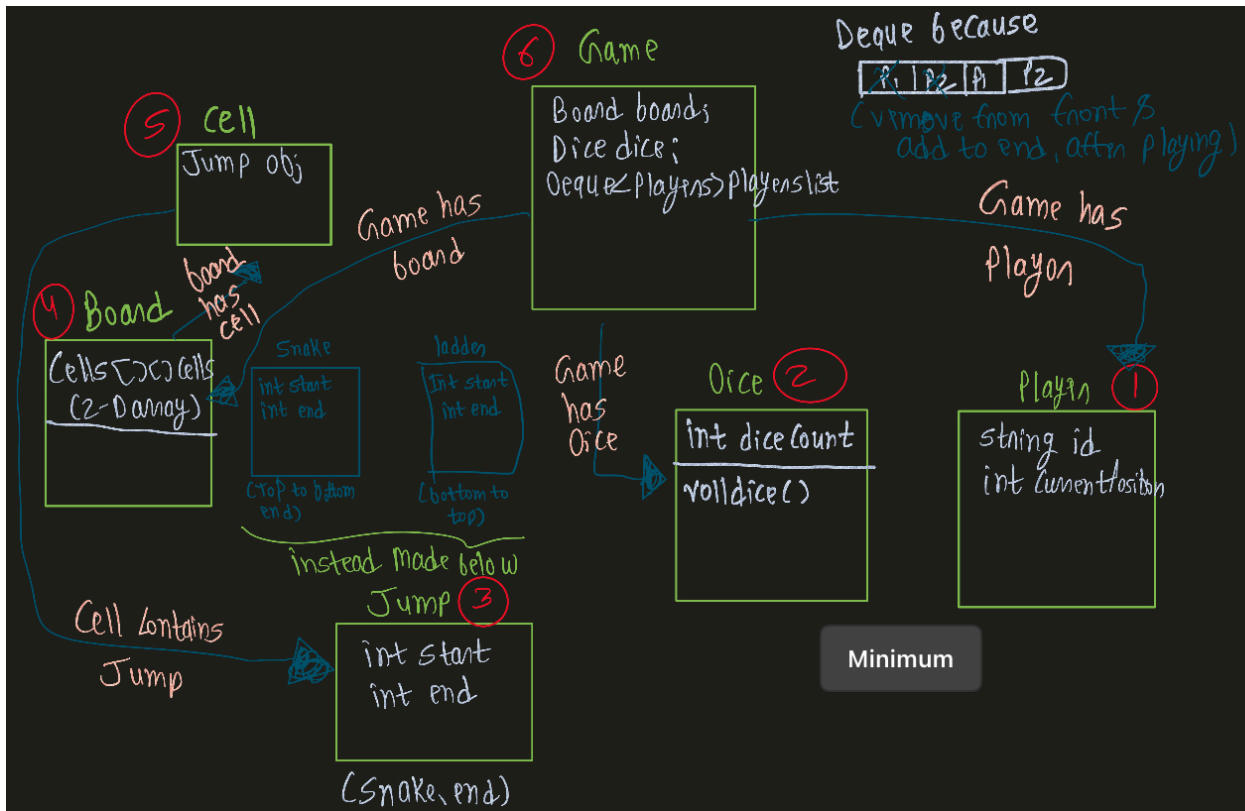 6 Game
Board board;
Dice dice;
Deque<Players>Playerslist
Deque because
P1 P2 P1 P2
(remove from front &
add to end, after playing)
5 Cell
Jump obj
Game has
board
board
has
cell
Game has
Player
4 Board
Cells[][]cells
(2-D array)
Snake
int start
int end
(Top to bottom
end)
ladder
Int start
int end
(bottom to
top)
instead made below
Game
has
Dice
Dice 2
int diceCount
rolldice()
Player 1
string id
int currentPosition
Jump 3
int start
int end
(Snake, end)
Cell Contains
Jump
Minimum